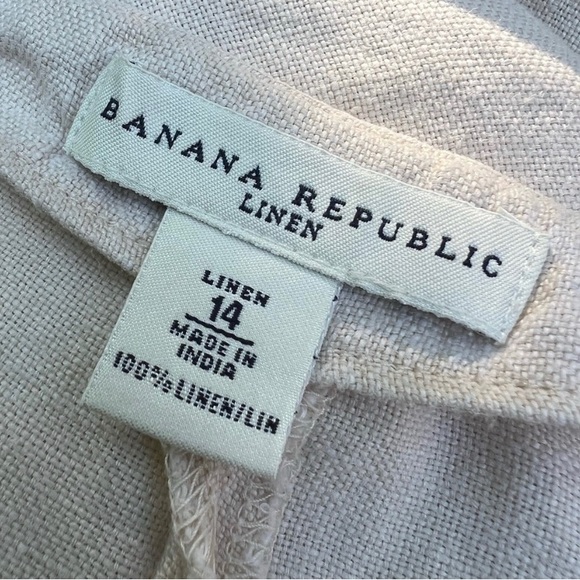 BANANA REPUBLIC
LINEN
LINEN
14
MADE IN
INDIA
100%LINEN/LIN